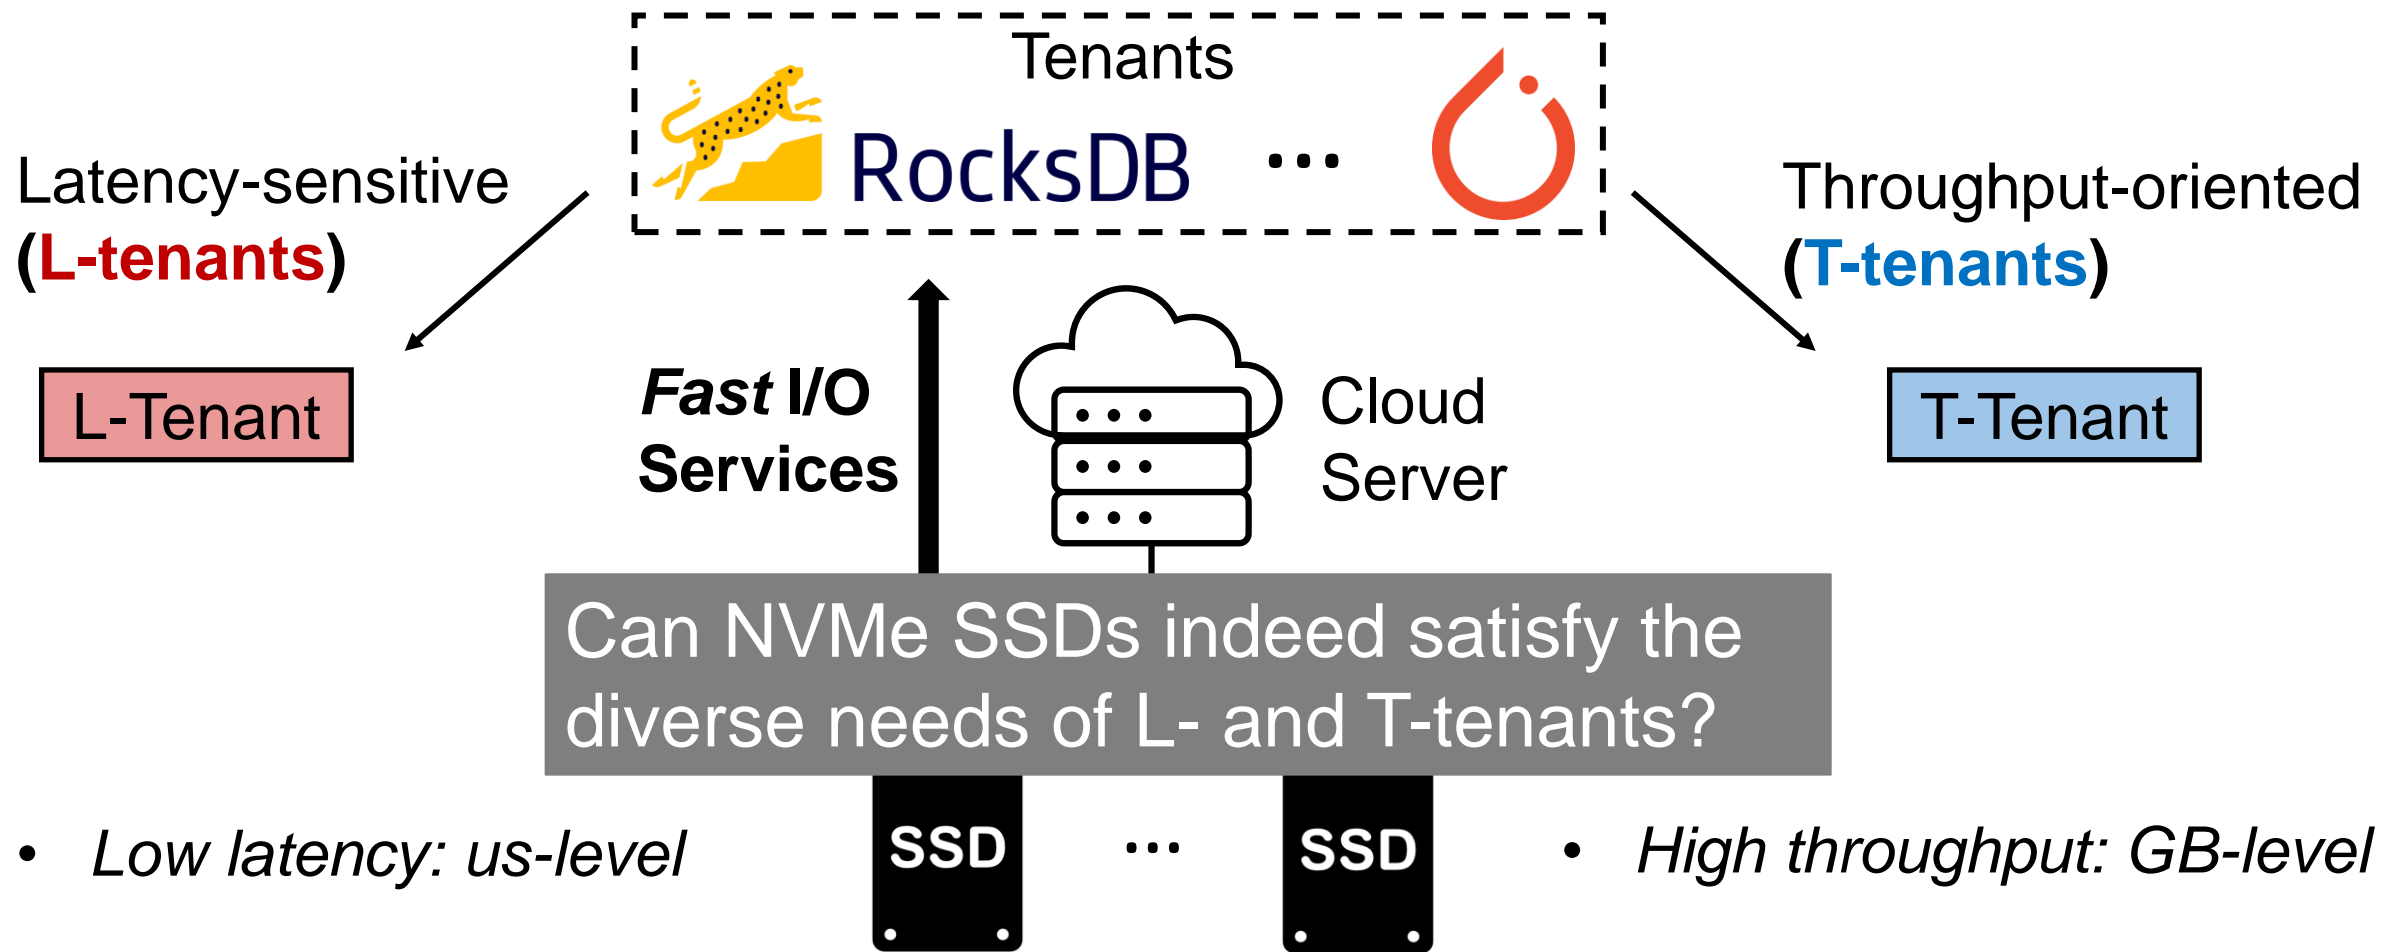 Tenants
RocksDB
...
Latency-sensitive
(L-tenants)
Throughput-oriented
(T-tenants)
L-Tenant
Fast I/O
Services
Cloud
Server
T-Tenant
Can NVMe SSDs indeed satisfy the
diverse needs of L- and T-tenants?
• Low latency: us-level
SSD ... SSD
• High throughput: GB-level